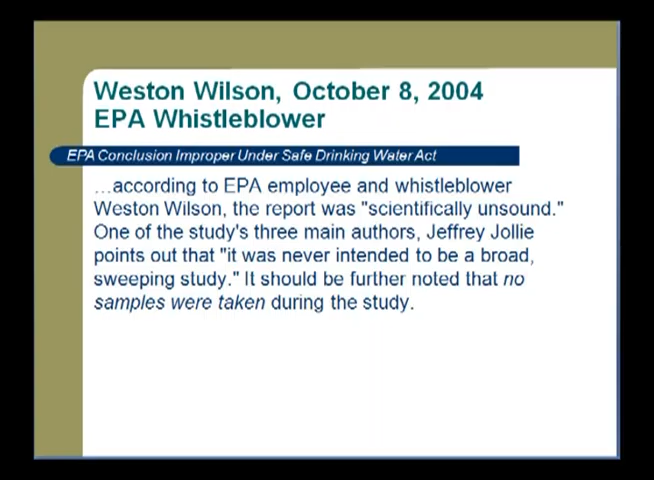 Weston Wilson, October 8, 2004
EPA Whistleblower
EPA Conclusion Improper Under Safe Drinking Water Act
…according to EPA employee and whistleblower
Weston Wilson, the report was "scientifically unsound."
One of the study's three main authors, Jeffrey Jollie
points out that "it was never intended to be a broad,
sweeping study." It should be further noted that no
samples were taken during the study.